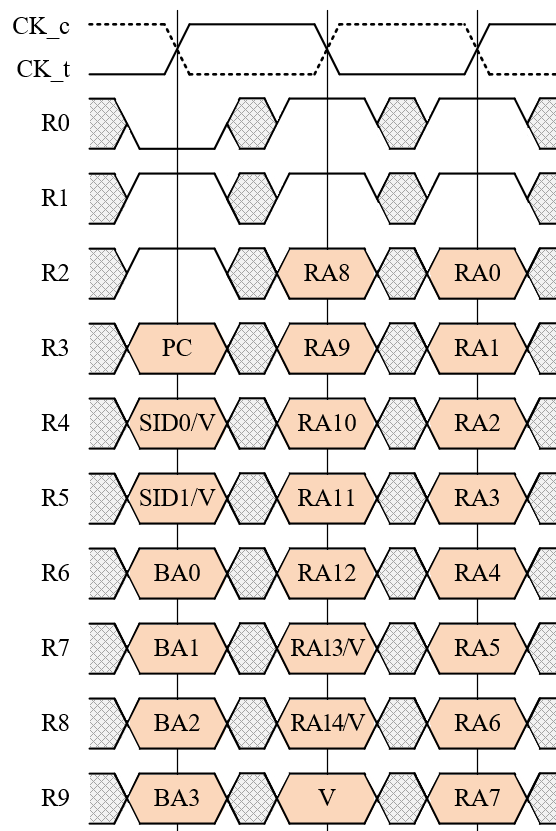 CK_c
CK_t
R0
R1
R2 RA8 RA0
R3 PC RA9 RA1
R4 SID0/V RA10 RA2
R5 SID1/V RA11 RA3
R6 BA0 RA12 RA4
R7 BA1 RA13/V RA5
R8 BA2 RA14/V RA6
R9 BA3 V RA7